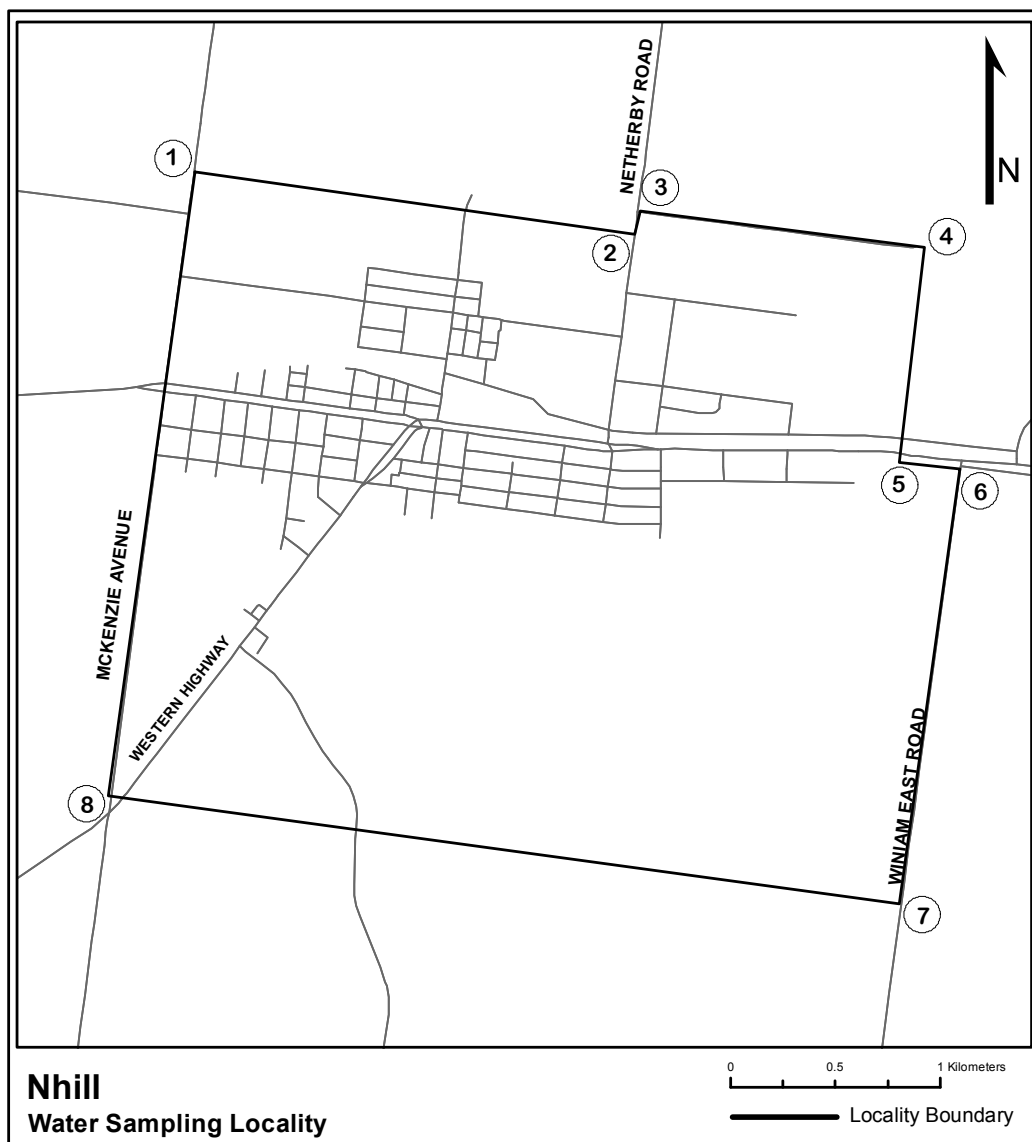 NETHERBY ROAD
N
1
3
2
4
5
6
MCKENZIE AVENUE
WESTERN HIGHWAY
WINIAM EAST ROAD
8
7
Nhill
Water Sampling Locality
0 0.5 1 Kilometers
Locality Boundary